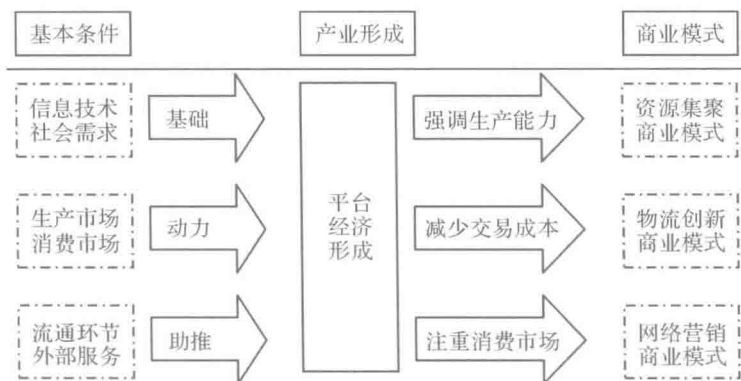 基本条件
产业形成
商业模式
信息技术
社会需求
基础
强调生产能力
资源集聚
商业模式
生产市场
消费市场
动力
平台
经济
形成
减少交易成本
物流创新
商业模式
流通环节
外部服务
助推
注重消费市场
网络营销
商业模式